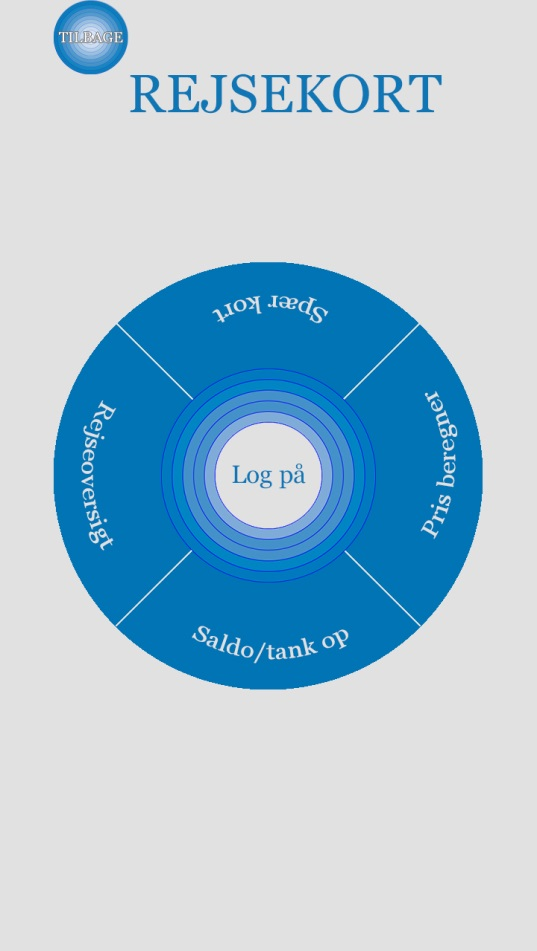 TILBAGE
REJSEKORT
Spær kort
Rejseoversigt
Log på
Pris beregner
Saldo/tank op